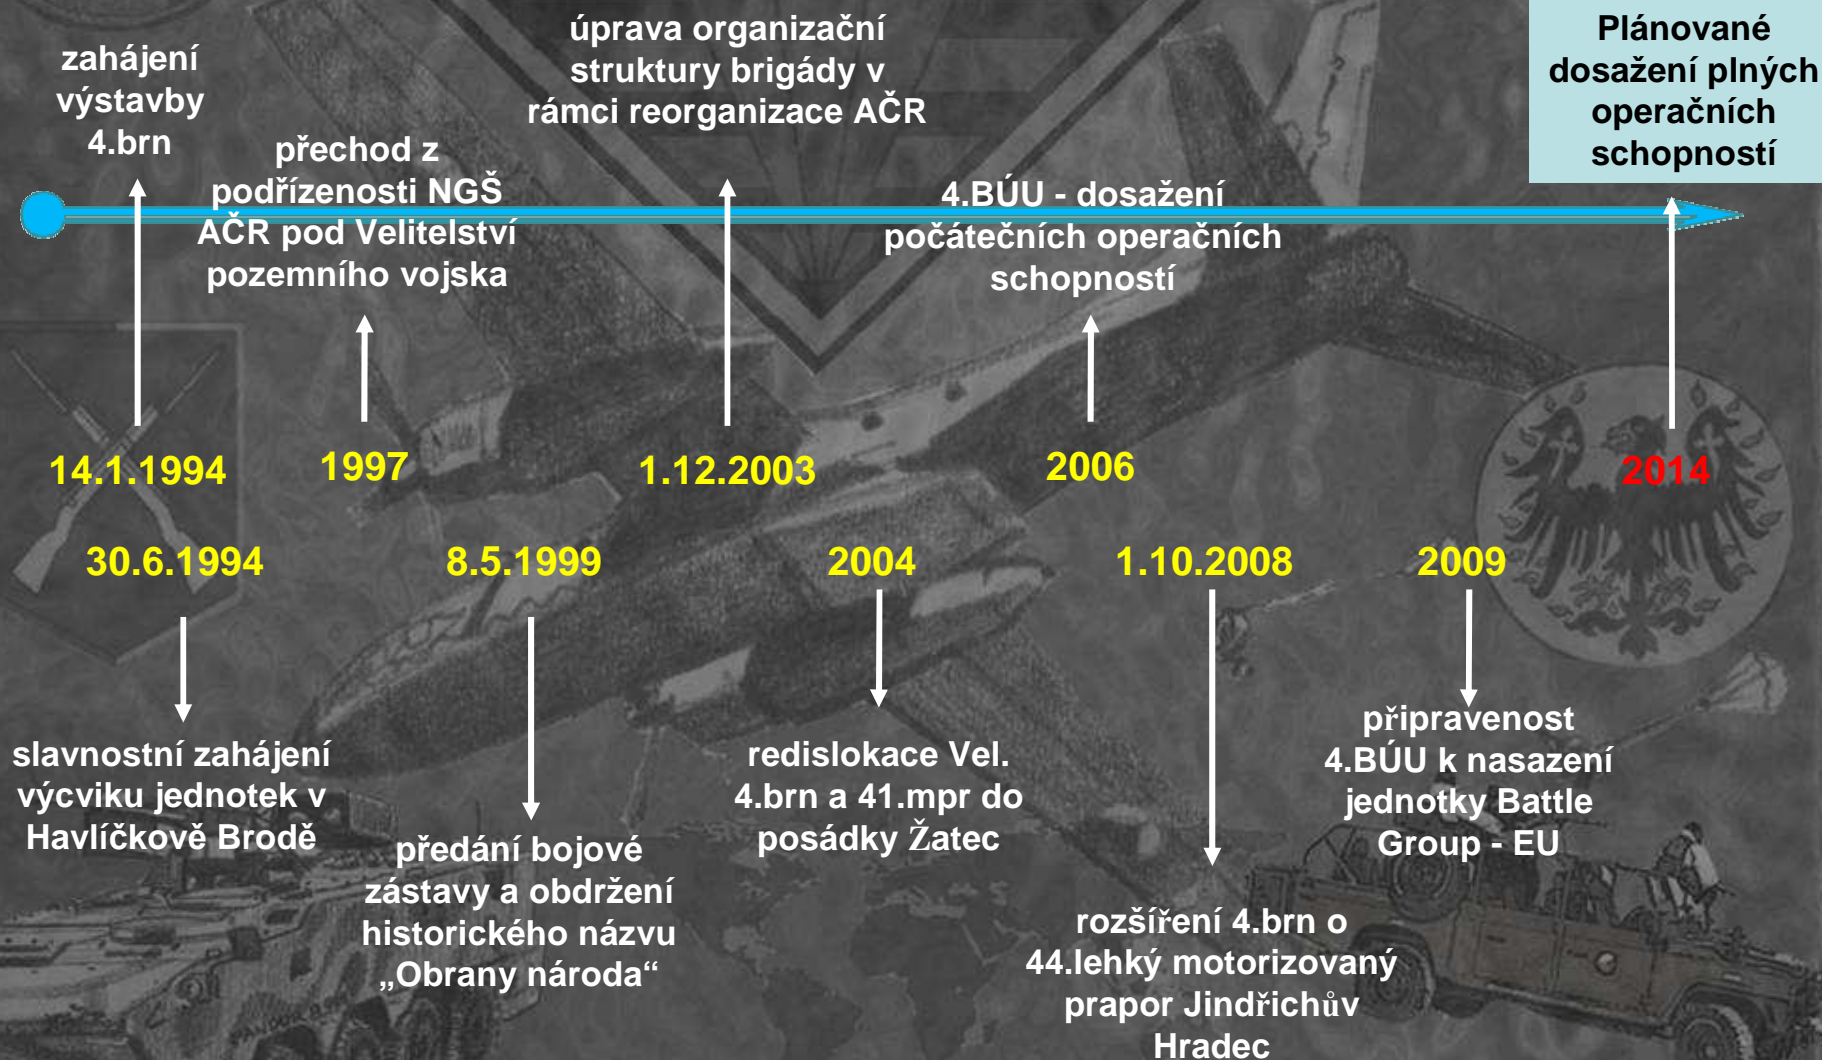 zahájení
výstavby
4.brn
přechod z
podřízenosti NGŠ
AČR pod Velitelství
pozemního vojska
úprava organizační
struktury brigády v
rámci reorganizace AČR
4.BÚU - dosažení
počátečních operačních
schopností
Plánované
dosažení plných
operačních
schopností
14.1.1994
1997
1.12.2003
2006
2014
30.6.1994
8.5.1999
2004
1.10.2008
2009
slavnostní zahájení
výcviku jednotek v
Havlíčkově Brodě
předání bojové
zástavy a obdržení
historického názvu
„Obrany národa“
redislokace Vel.
4.brn a 41.mpr do
posádky Žatec
rozšíření 4.brn o
44.lehký motorizovaný
prapor Jindřichův
Hradec
připravenost
4.BÚU k nasazení
jednotky Battle
Group - EU